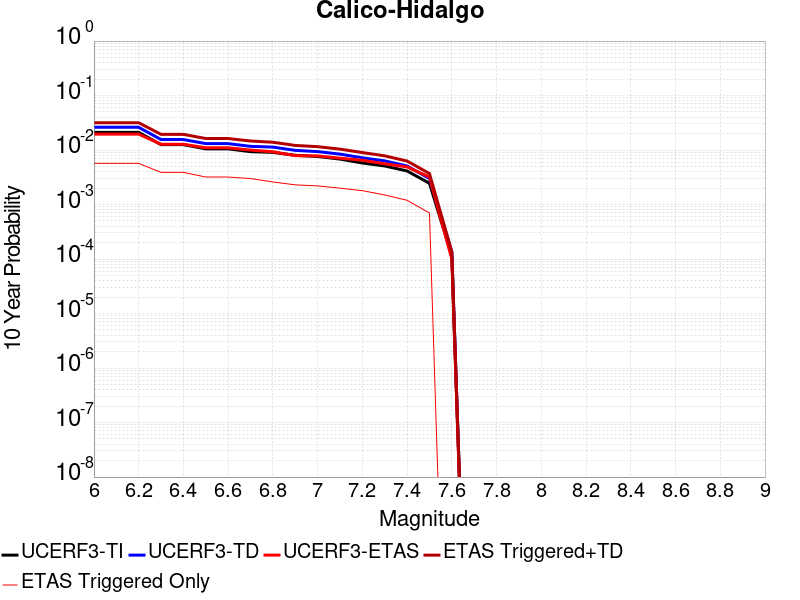 Calico-Hidalgo
10 Year Probability
10^0
10^-1
10^-2
10^-3
10^-4
10^-5
10^-6
10^-7
10^-8
6 6.2 6.4 6.6 6.8 7 7.2 7.4 7.6 7.8 8 8.2 8.4 8.6 8.8 9
Magnitude
UCERF3-TI UCERF3-TD UCERF3-ETAS ETAS Triggered+TD
ETAS Triggered Only